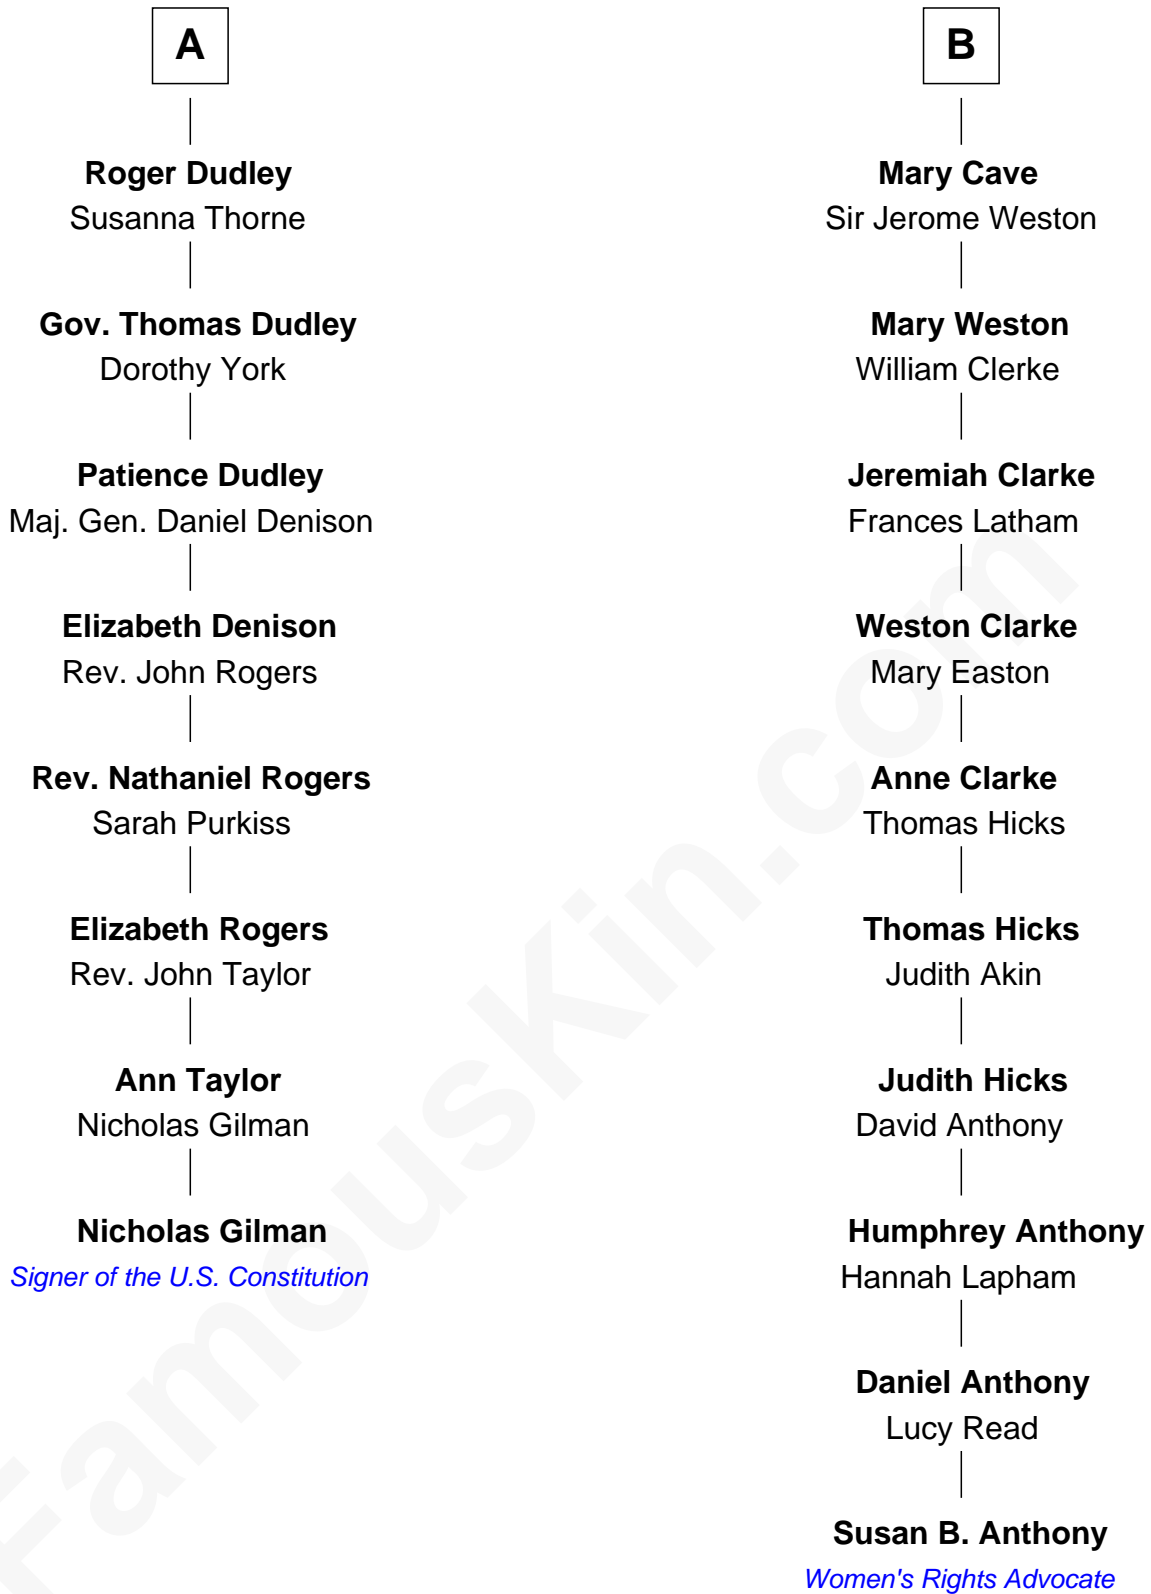 A
Roger Dudley
Susanna Thorne
Gov. Thomas Dudley
Dorothy York
Patience Dudley
Maj. Gen. Daniel Denison
Elizabeth Denison
Rev. John Rogers
Rev. Nathaniel Rogers
Sarah Purkiss
Elizabeth Rogers
Rev. John Taylor
Ann Taylor
Nicholas Gilman
Nicholas Gilman
Signer of the U.S. Constitution
B
Mary Cave
Sir Jerome Weston
Mary Weston
William Clerke
Jeremiah Clarke
Frances Latham
Weston Clarke
Mary Easton
Anne Clarke
Thomas Hicks
Thomas Hicks
Judith Akin
Judith Hicks
David Anthony
Humphrey Anthony
Hannah Lapham
Daniel Anthony
Lucy Read
Susan B. Anthony
Women's Rights Advocate
FamousKin.com